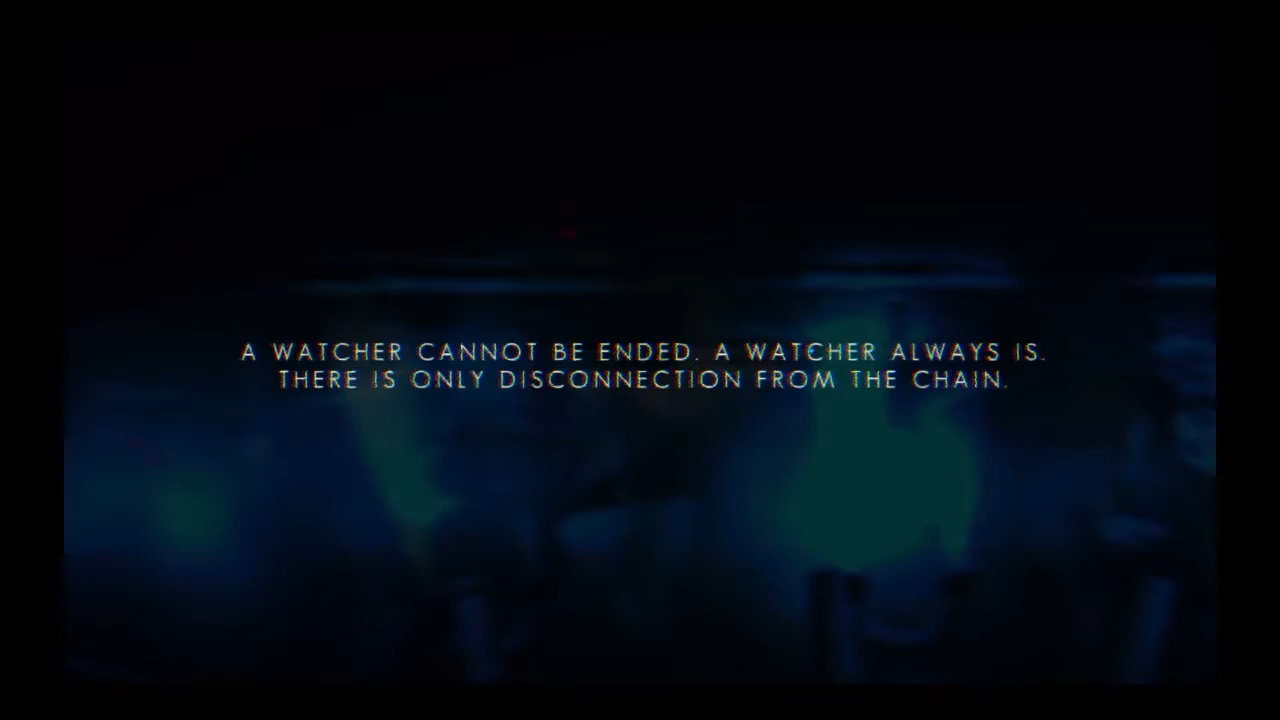 A WATCHER CANNOT BE ENDED. A WATCHER ALWAYS IS.
THERE IS ONLY DISCONNECTION FROM THE CHAIN.